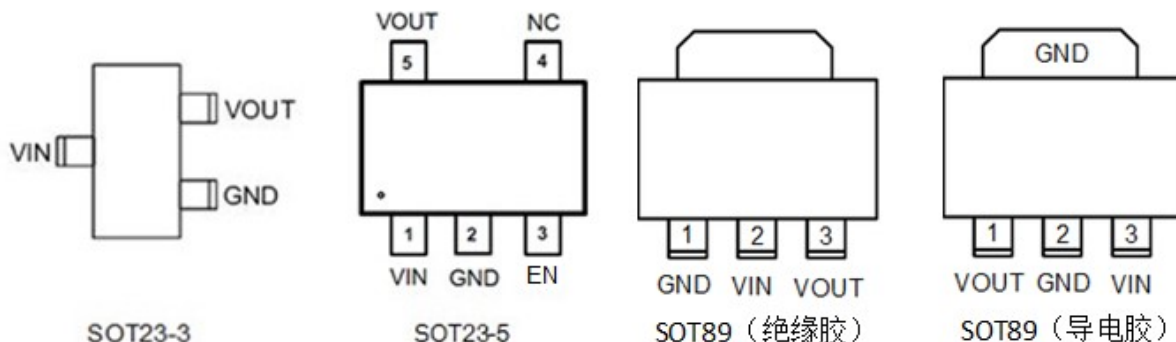 VIN
VOUT
GND
SOT23-3
VOUT NC
5 4
1 2 3
VIN GND EN
SOT23-5
1 2 3
GND VIN VOUT
SOT89（绝缘胶）
GND
1 2 3
VOUT GND VIN
SOT89（导电胶）